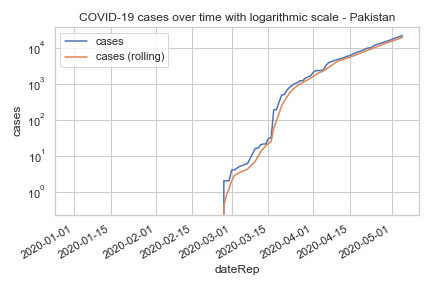 COVID-19 cases over time with logarithmic scale - Pakistan
cases
cases (rolling)
10⁴
10³
10²
10¹
10⁰
cases
2020-01-01
2020-01-15
2020-02-01
2020-02-15
2020-03-01
2020-03-15
2020-04-01
2020-04-15
2020-05-01
dateRep